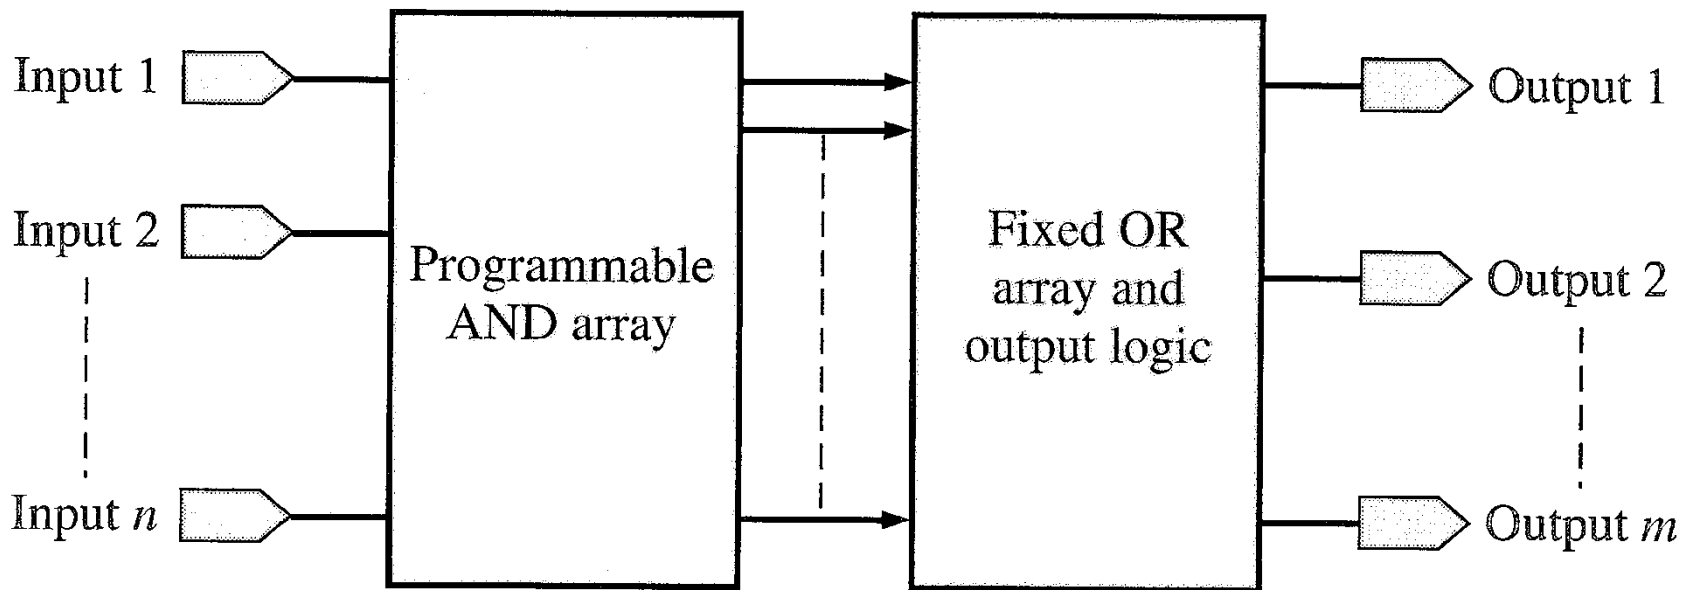 Input 1
Input 2
Input n
Programmable
AND array
Fixed OR
array and
output logic
Output 1
Output 2
Output m